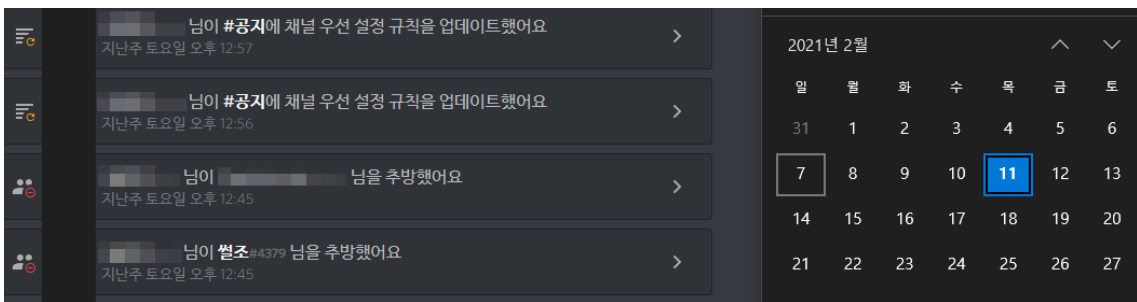 님이 #공지에 채널 우선 설정 규칙을 업데이트했어요
지난주 토요일 오후 12:57
님이 #공지에 채널 우선 설정 규칙을 업데이트했어요
지난주 토요일 오후 12:56
님이 님을 추방했어요
지난주 토요일 오후 12:45
님이 썰조#4379 님을 추방했어요
지난주 토요일 오후 12:45
2021년 2월
일 월 화 수 목 금 토
31 1 2 3 4 5 6
7 8 9 10 11 12 13
14 15 16 17 18 19 20
21 22 23 24 25 26 27